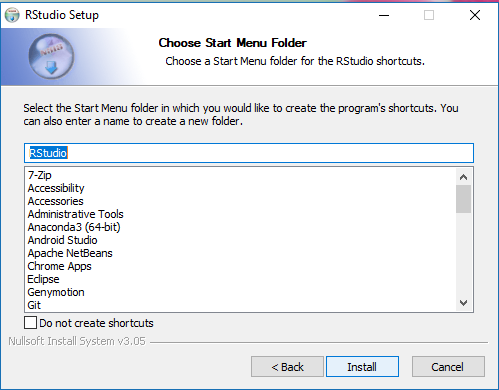 RStudio Setup
Choose Start Menu Folder
Choose a Start Menu folder for the RStudio shortcuts.
Select the Start Menu folder in which you would like to create the program's shortcuts. You
can also enter a name to create a new folder.
RStudio
7-Zip
Accessibility
Accessories
Administrative Tools
Anaconda3 (64-bit)
Android Studio
Apache NetBeans
Chrome Apps
Eclipse
Genymotion
Git
Do not create shortcuts
Nullsoft Install System v3.05
< Back
Install
Cancel